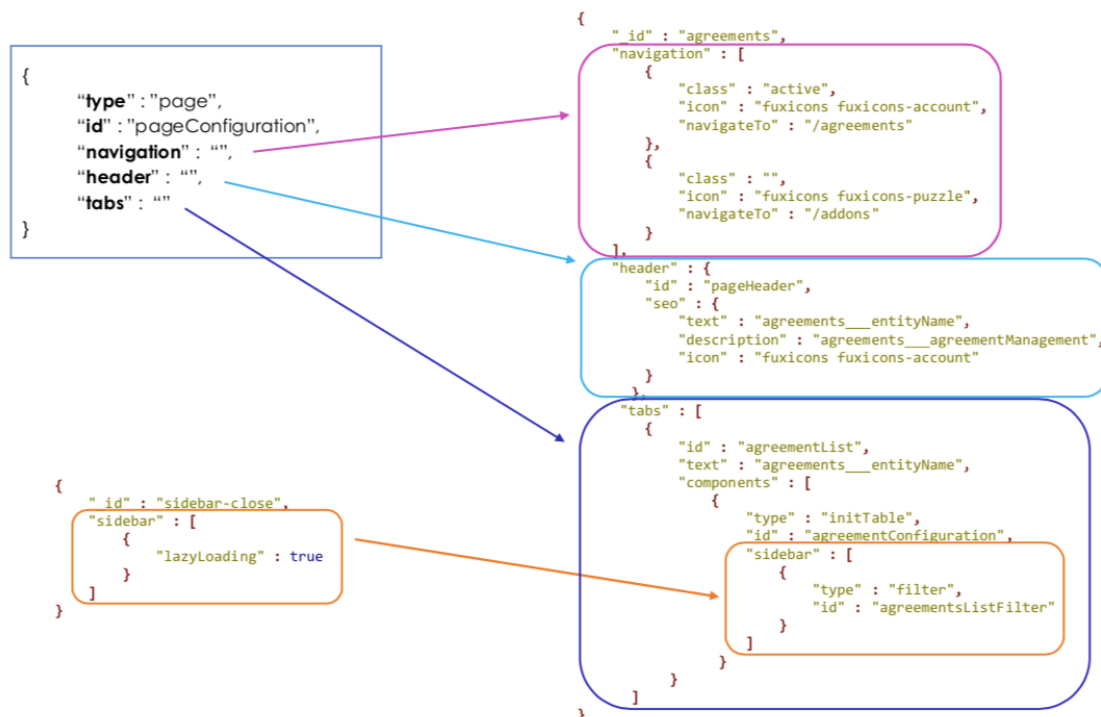 {
"type" : "page",
"id" : "pageConfiguration",
"navigation" : "",
"header" : "",
"tabs" : ""
}
{
"_id" : "sidebar-close",
"sidebar" : [
{
"lazyLoading" : true
}
]
}
{
"_id" : "agreements",
"navigation" : [
{
"class" : "active",
"icon" : "fuxicons fuxicons-account",
"navigateTo" : "/agreements"
},
{
"class" : "",
"icon" : "fuxicons fuxicons-puzzle",
"navigateTo" : "/addons"
}
],
"header" : {
"id" : "pageHeader",
"seo" : {
"text" : "agreements___entityName",
"description" : "agreements___agreementManagement",
"icon" : "fuxicons fuxicons-account"
}
},
"tabs" : [
{
"id" : "agreementList",
"text" : "agreements___entityName",
"components" : [
{
"type" : "initTable",
"id" : "agreementConfiguration",
"sidebar" : [
{
"type" : "filter",
"id" : "agreementsListFilter"
}
]
}
}
]
}